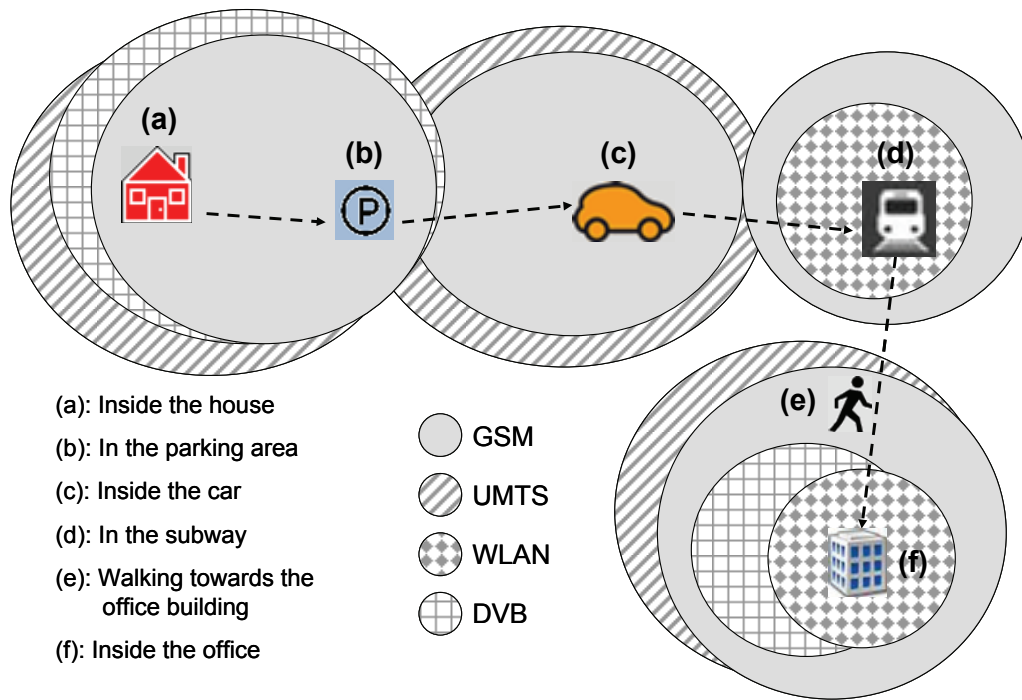 (a)
(b)
P
(c)
(d)
(e)
(f)
(a): Inside the house
(b): In the parking area
(c): Inside the car
(d): In the subway
(e): Walking towards the
office building
(f): Inside the office
GSM
UMTS
WLAN
DVB